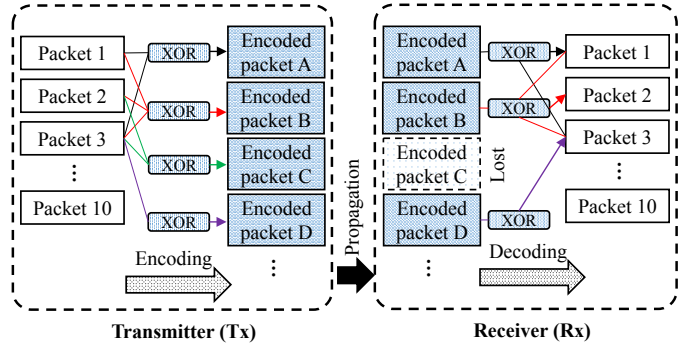 Packet 1
Packet 2
Packet 3
⋮
Packet 10
XOR
XOR
XOR
XOR
Encoded
packet A
Encoded
packet B
Encoded
packet C
Encoded
packet D
⋮
Encoding
Transmitter (Tx)
Propagation
Encoded
packet A
Encoded
packet B
Encoded
packet C
Lost
Encoded
packet D
⋮
XOR
XOR
XOR
Packet 1
Packet 2
Packet 3
⋮
Packet 10
Decoding
Receiver (Rx)